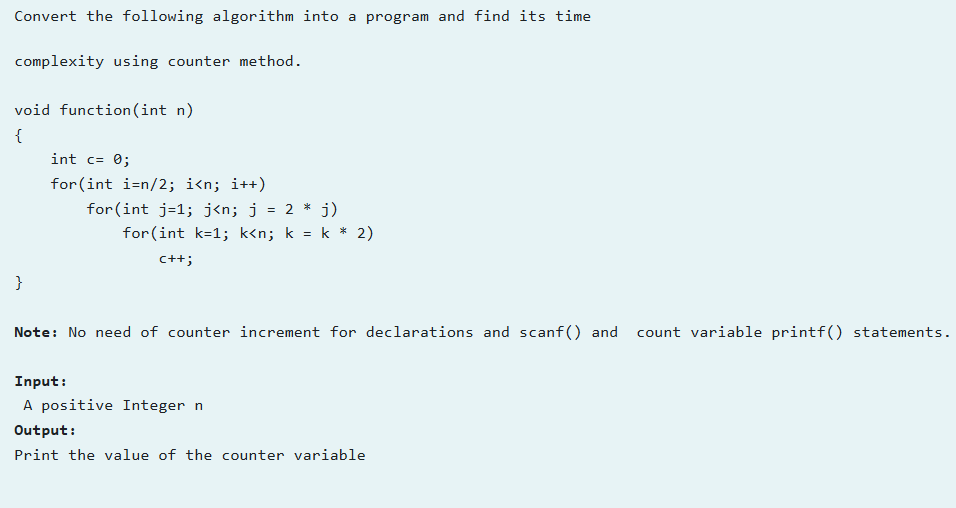 Convert the following algorithm into a program and find its time
complexity using counter method.
void function(int n)
{
    int c= 0;
    for(int i=n/2; i<n; i++)
        for(int j=1; j<n; j = 2 * j)
            for(int k=1; k<n; k = k * 2)
                c++;
}
Note: No need of counter increment for declarations and scanf() and  count variable printf() statements.
Input:
 A positive Integer n
Output:
Print the value of the counter variable